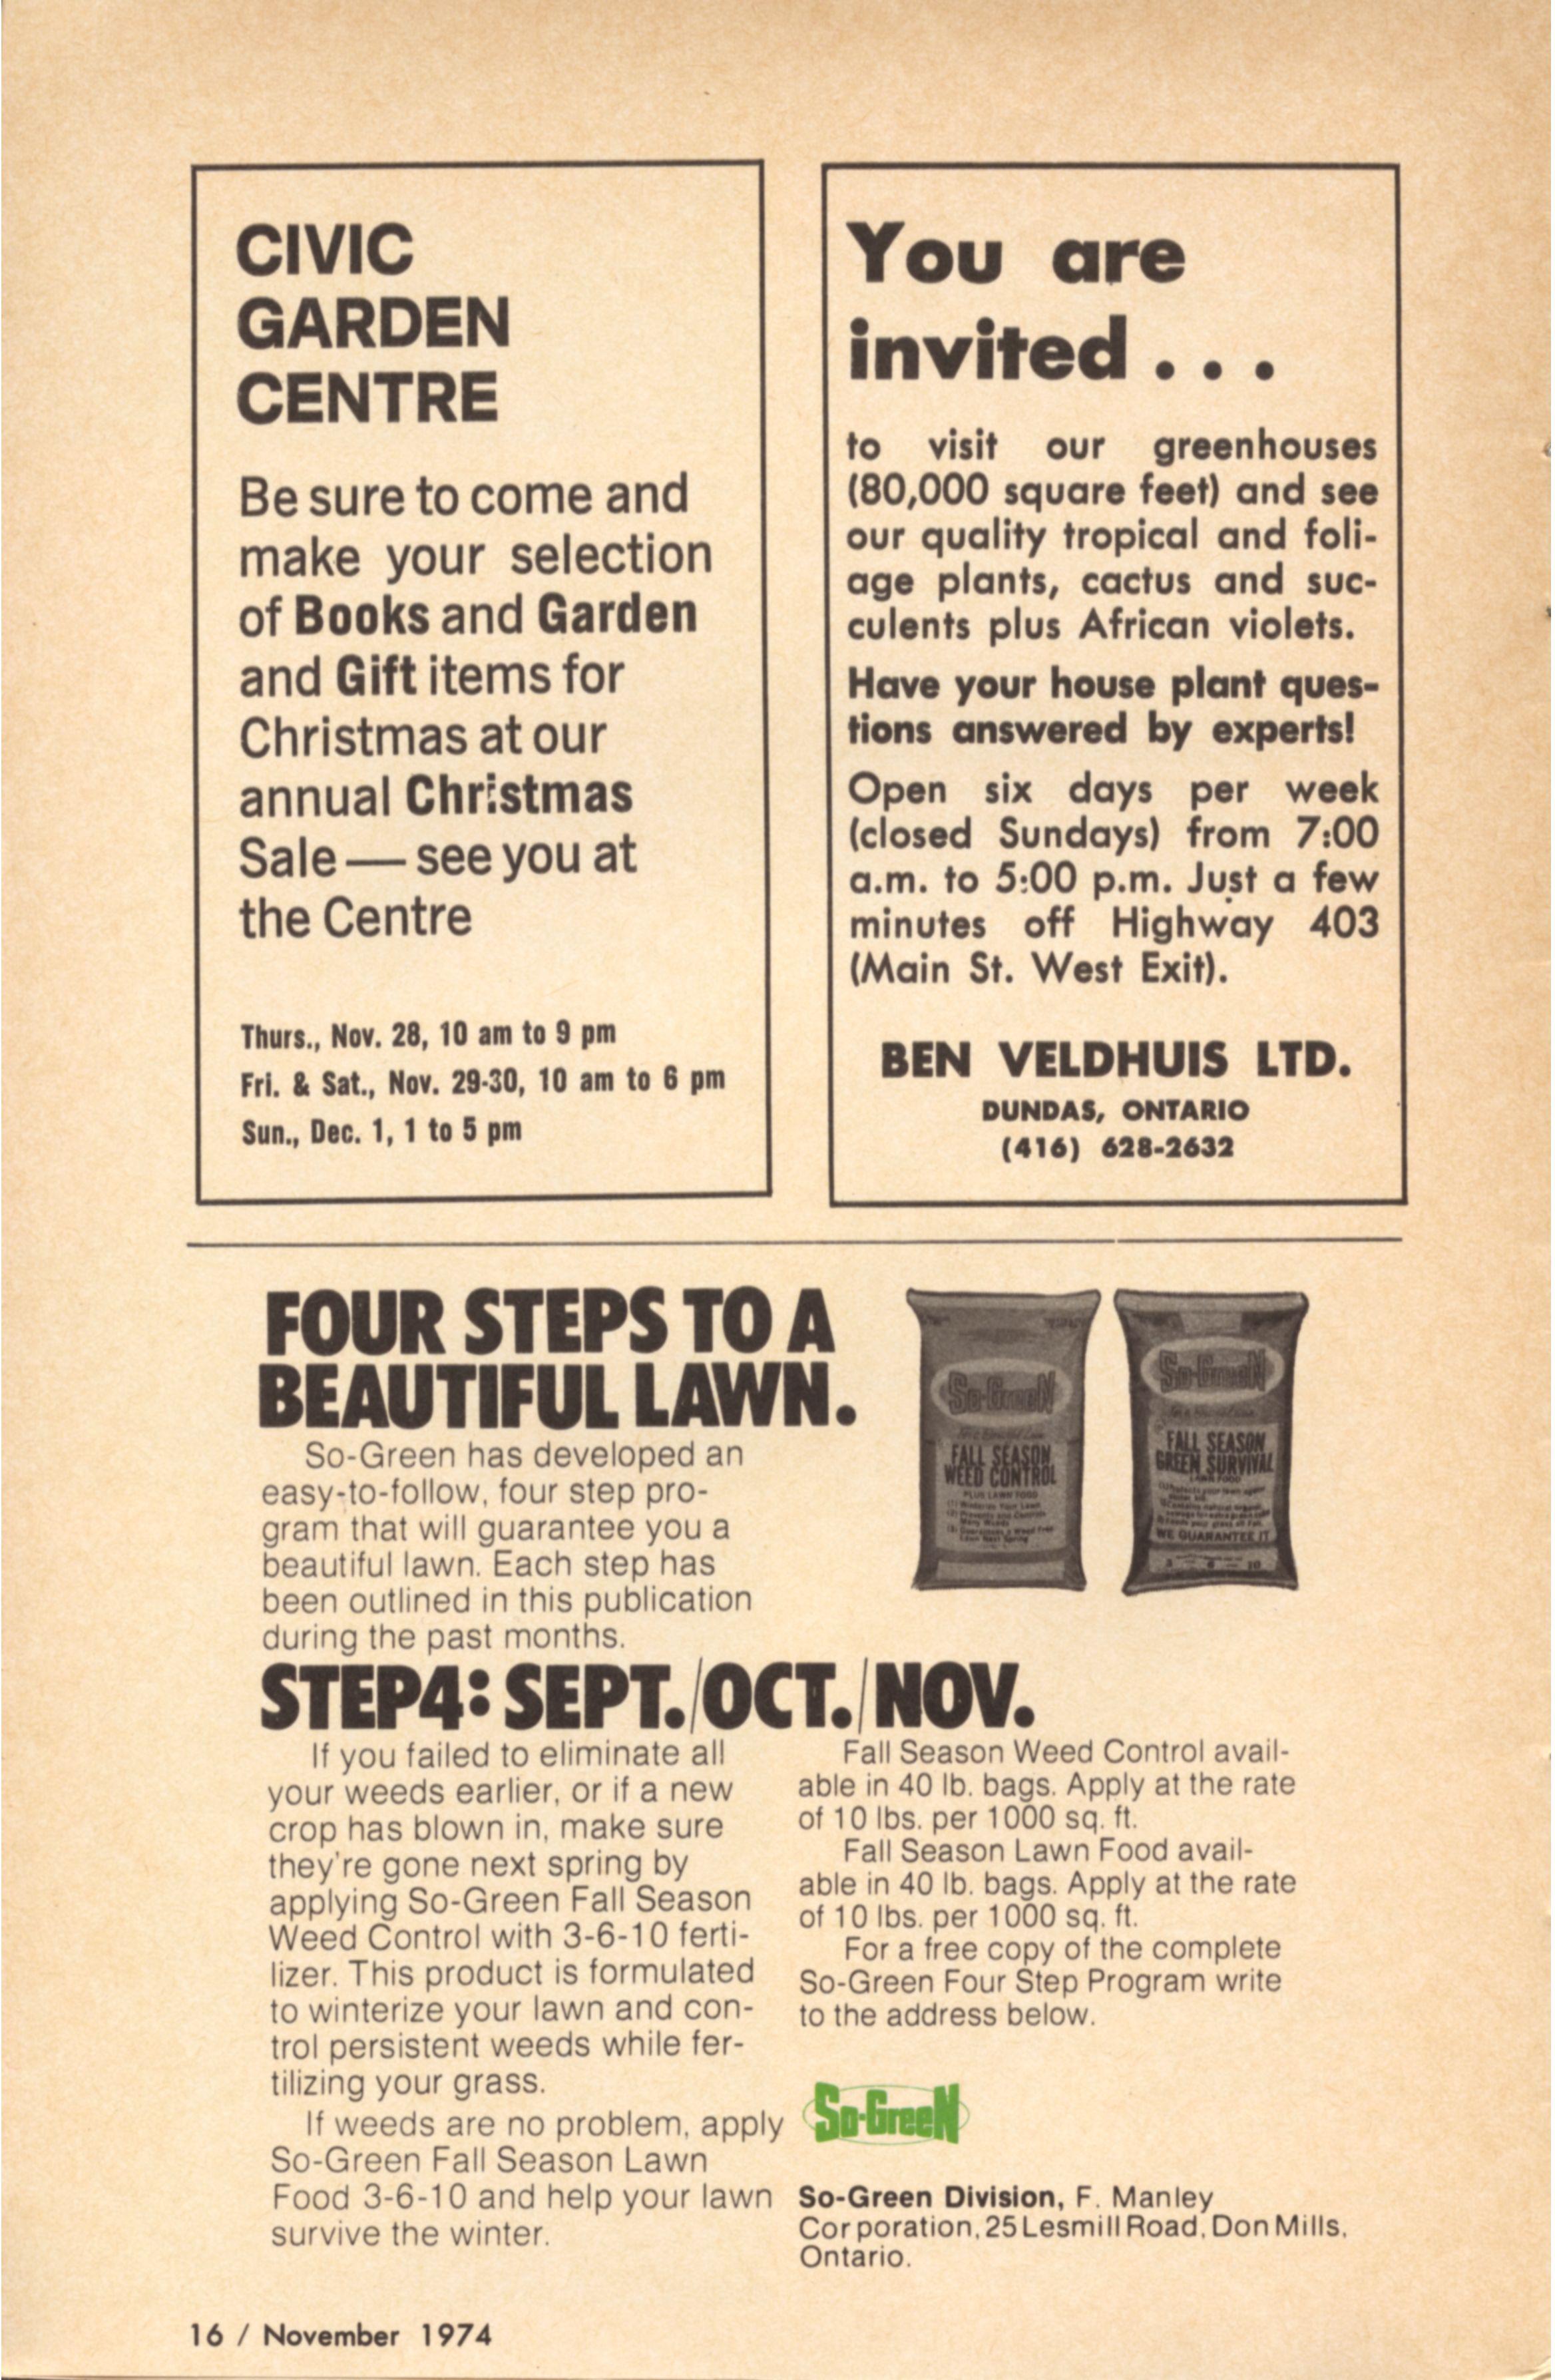 CIVIC
GARDEN
CENTRE
Be sure to come and
make your selection
of Books and Garden
and Gift items for
Christmas at our
annual Christmas
Sale — see you at
the Centre
Thurs., Nov. 28, 10 am to 9 pm
Fri. & Sat., Nov. 29-30, 10 am to 6 pm
Sun., Dec. 1, 1 to 5 pm
You are
invited . . .
to visit our greenhouses
(80,000 square feet) and see
our quality tropical and foli-
age plants, cactus and suc-
culents plus African violets.
Have your house plant ques-
tions answered by experts!
Open six days per week
(closed Sundays) from 7:00
a.m. to 5:00 p.m. Just a few
minutes off Highway 403
(Main St. West Exit).
BEN VELDHUIS LTD.
DUNDAS, ONTARIO
(416) 628-2632
FOUR STEPS TO A
BEAUTIFUL LAWN.
So-Green has developed an
easy-to-follow, four step pro-
gram that will guarantee you a
beautiful lawn. Each step has
been outlined in this publication
during the past months.
So-GreeN
FALL SEASON
WEED CONTROL
PLUS LAWN FOOD
So-GreeN
FALL SEASON
GREEN SURVIVAL
LAWN FOOD
WE GUARANTEE IT
3 - 6 - 10
STEP 4: SEPT./OCT./NOV.
If you failed to eliminate all
your weeds earlier, or if a new
crop has blown in, make sure
they're gone next spring by
applying So-Green Fall Season
Weed Control with 3-6-10 ferti-
lizer. This product is formulated
to winterize your lawn and con-
trol persistent weeds while fer-
tilizing your grass.
If weeds are no problem, apply
So-Green Fall Season Lawn
Food 3-6-10 and help your lawn
survive the winter.
Fall Season Weed Control avail-
able in 40 lb. bags. Apply at the rate
of 10 lbs. per 1000 sq. ft.
Fall Season Lawn Food avail-
able in 40 lb. bags. Apply at the rate
of 10 lbs. per 1000 sq. ft.
For a free copy of the complete
So-Green Four Step Program write
to the address below.
So-GreeN
So-Green Division, F. Manley
Corporation, 25 Lesmill Road, Don Mills,
Ontario.
16 / November 1974